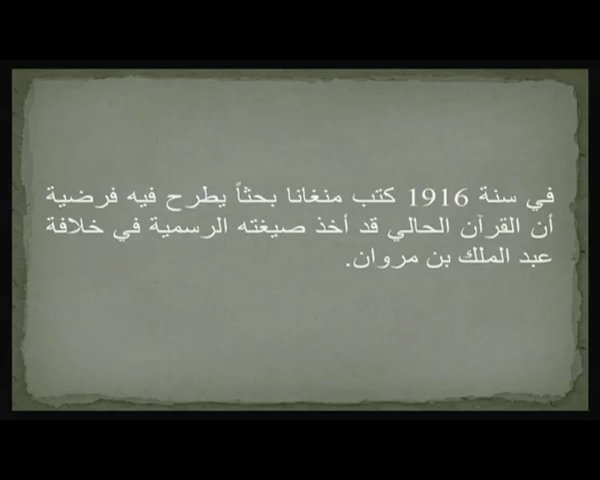 في سنة 1916 كتب منغانا بحثاً يطرح فيه فرضية
أن القرآن الحالي قد أخذ صيغته الرسمية في خلافة
عبد الملك بن مروان.